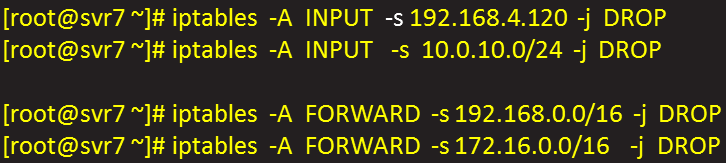 [root@svr7 ~]# iptables -A INPUT -s 192.168.4.120 -j DROP
[root@svr7 ~]# iptables -A INPUT -s 10.0.10.0/24 -j DROP
[root@svr7 ~]# iptables -A FORWARD -s 192.168.0.0/16 -j DROP
[root@svr7 ~]# iptables -A FORWARD -s 172.16.0.0/16 -j DROP